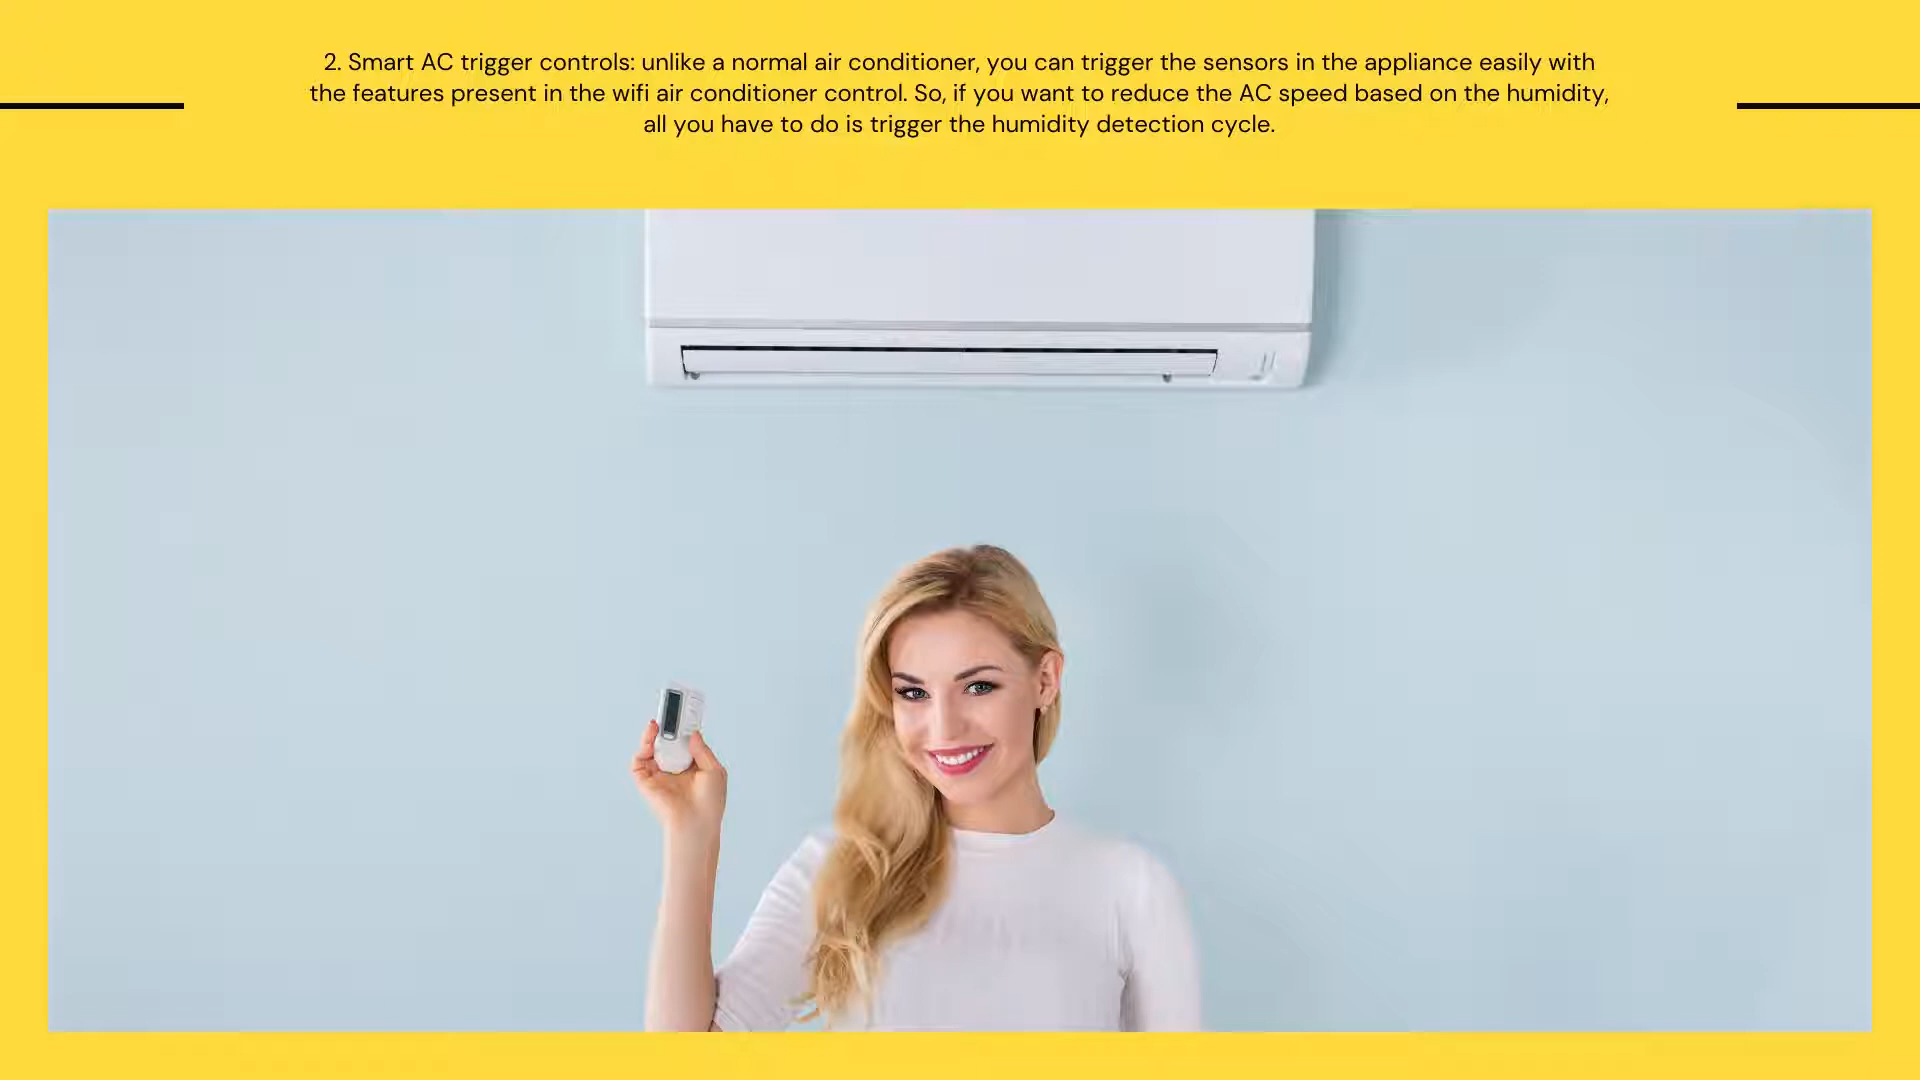 2. Smart AC trigger controls: unlike a normal air conditioner, you can trigger the sensors in the appliance easily with
the features present in the wifi air conditioner control. So, if you want to reduce the AC speed based on the humidity,
all you have to do is trigger the humidity detection cycle.